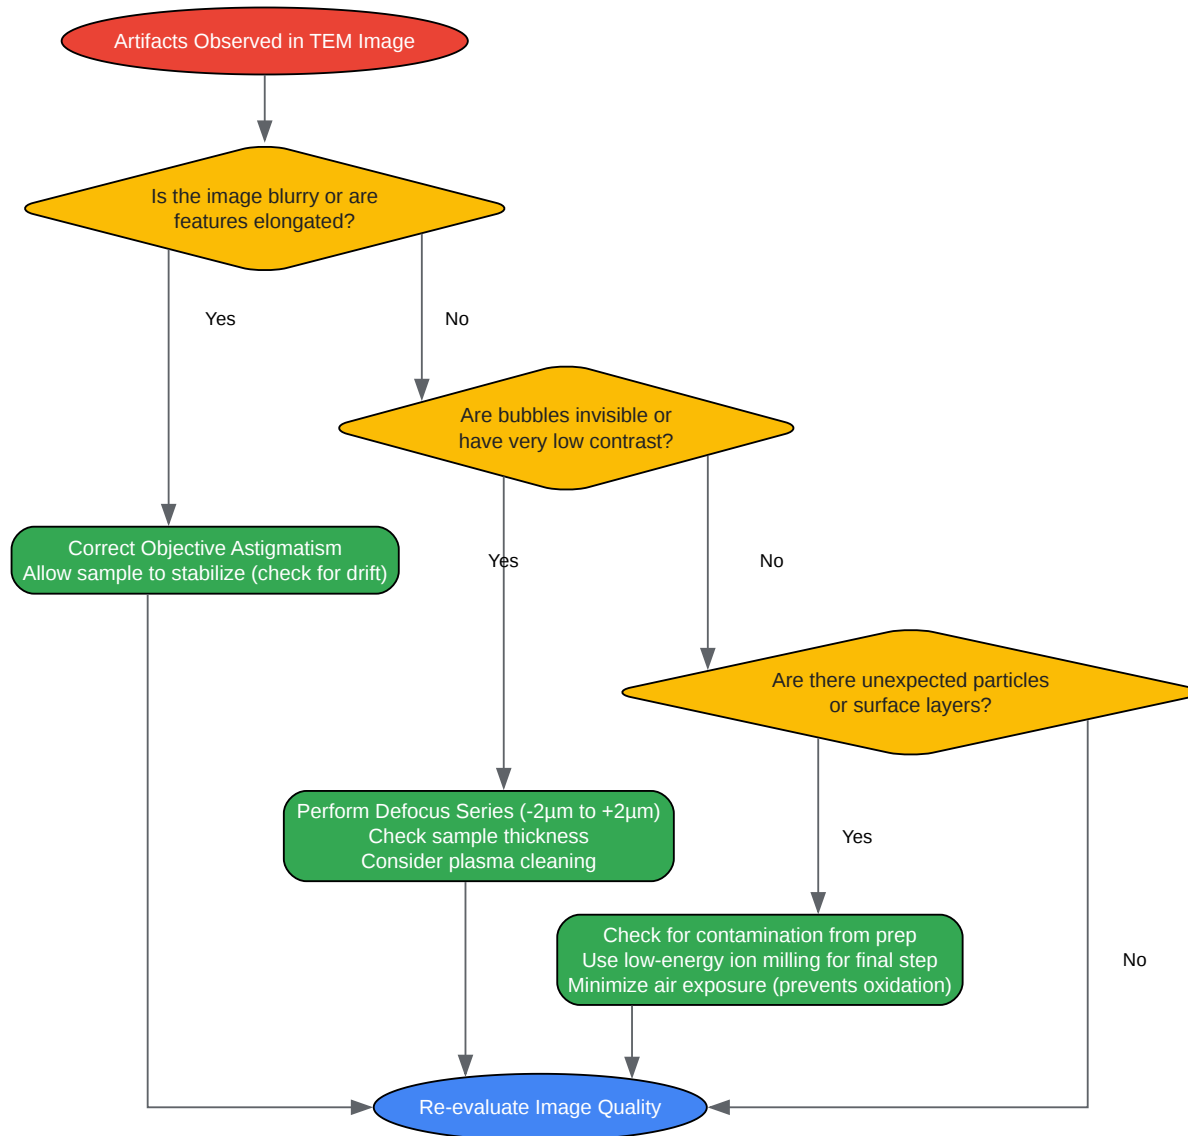 Artifacts Observed in TEM Image
Is the image blurry or are
features elongated?
Yes
No
Are bubbles invisible or
have very low contrast?
Correct Objective Astigmatism
Allow sample to stabilize (check for drift)
Yes
No
Are there unexpected particles
or surface layers?
Perform Defocus Series (-2µm to +2µm)
Check sample thickness
Consider plasma cleaning
Yes
Check for contamination from prep
Use low-energy ion milling for final step
Minimize air exposure (prevents oxidation)
No
Re-evaluate Image Quality